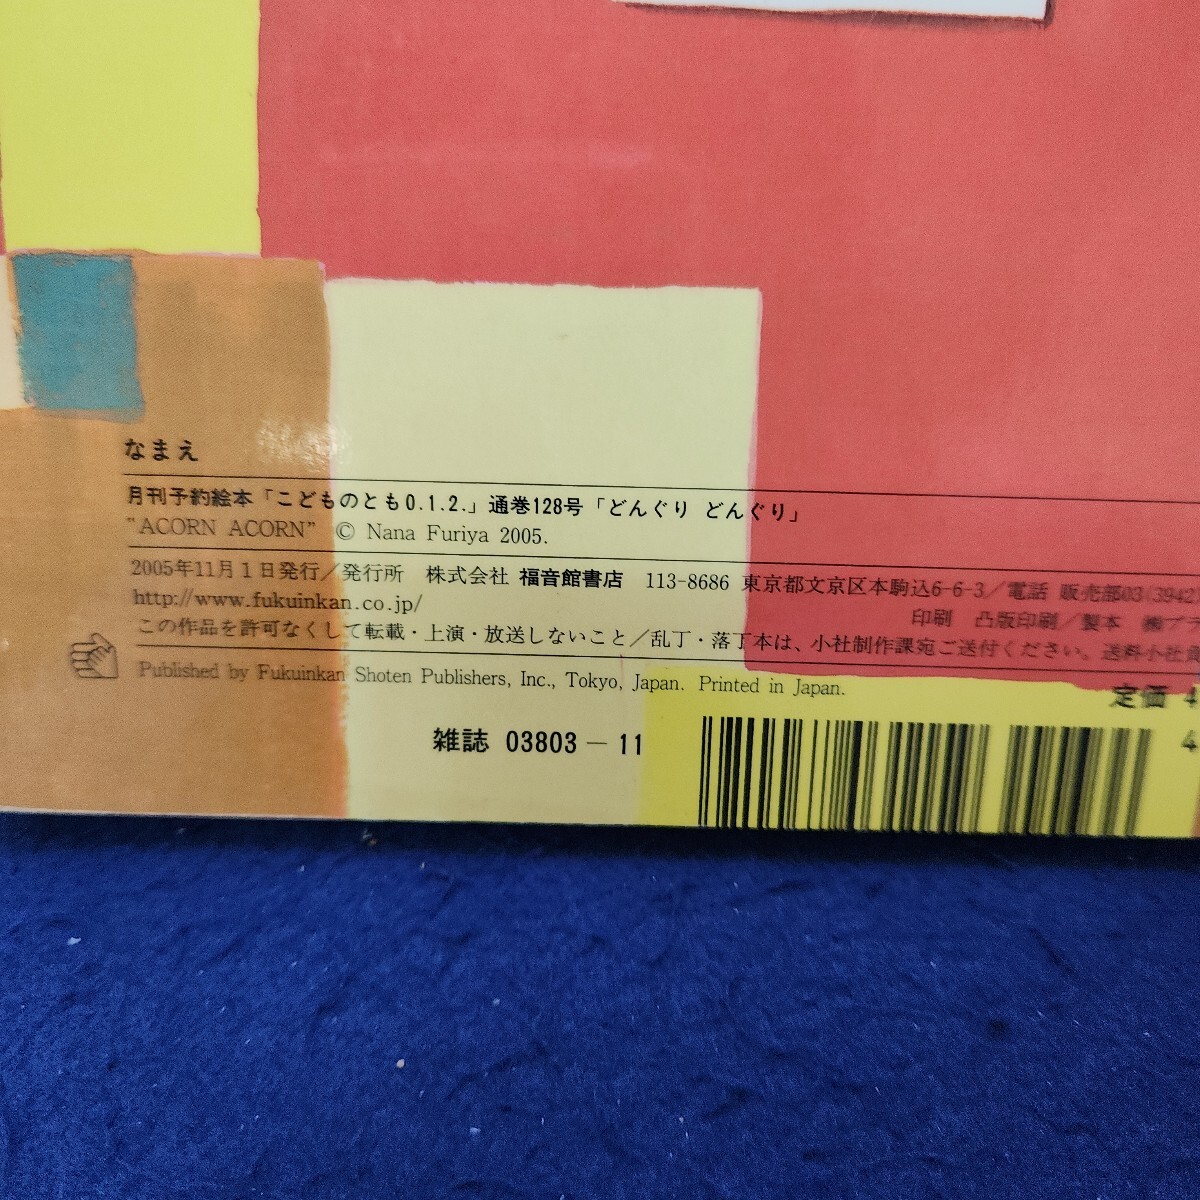 なまえ
月刊予約絵本「こどものとも0.1.2.」通巻128号「どんぐり どんぐり」
"ACORN ACORN" © Nana Furiya 2005.
2005年11月1日発行／発行所 株式会社 福音館書店 113-8686 東京都文京区本駒込6-6-3／電話 販売部03(3942)
http://www.fukuinkan.co.jp/ 印刷 凸版印刷／製本 ㈱プラ
この作品を許可なくして転載・上演・放送しないこと／乱丁・落丁本は、小社制作課宛ご送付ください。送料小社負
Published by Fukuinkan Shoten Publishers, Inc., Tokyo, Japan. Printed in Japan.
定価 4
雑誌 03803－11
4